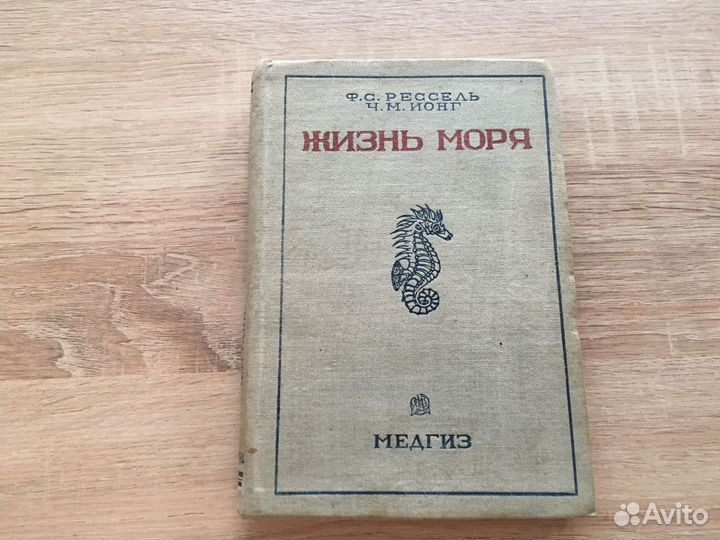 Ф.С. РЕССЕЛЬ
Ч.М. ИОНГ
ЖИЗНЬ МОРЯ
МЕДГИЗ
Avito